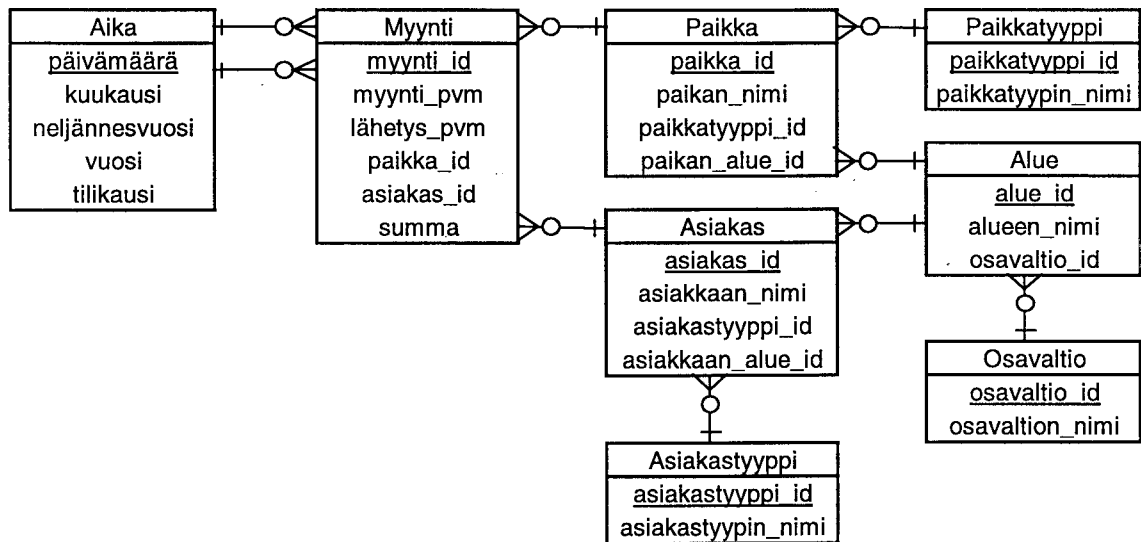 Aika
päivämäärä
kuukausi
neljännesvuosi
vuosi
tilikausi
Myynti
myynti_id
myynti_pvm
lähetys_pvm
paikka_id
asiakas_id
summa
Paikka
paikka_id
paikan_nimi
paikkatyyppi_id
paikan_alue_id
Paikkatyyppi
paikkatyyppi_id
paikkatyypin_nimi
Alue
alue_id
alueen_nimi
osavaltio_id
Asiakas
asiakas_id
asiakkaan_nimi
asiakastyyppi_id
asiakkaan_alue_id
Osavaltio
osavaltio_id
osavaltion_nimi
Asiakastyyppi
asiakastyyppi_id
asiakastyypin_nimi